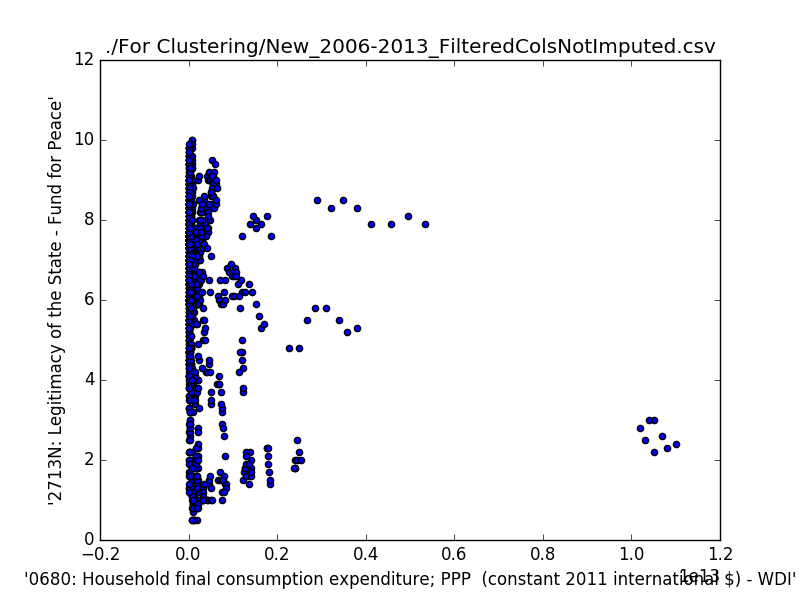 ./For Clustering/New_2006-2013_FilteredColsNotImputed.csv
12
10
8
6
4
2
0
'2713N: Legitimacy of the State - Fund for Peace'
−0.2 0.0 0.2 0.4 0.6 0.8 1.0 1.2
1e13
'0680: Household final consumption expenditure; PPP  (constant 2011 international $) - WDI'